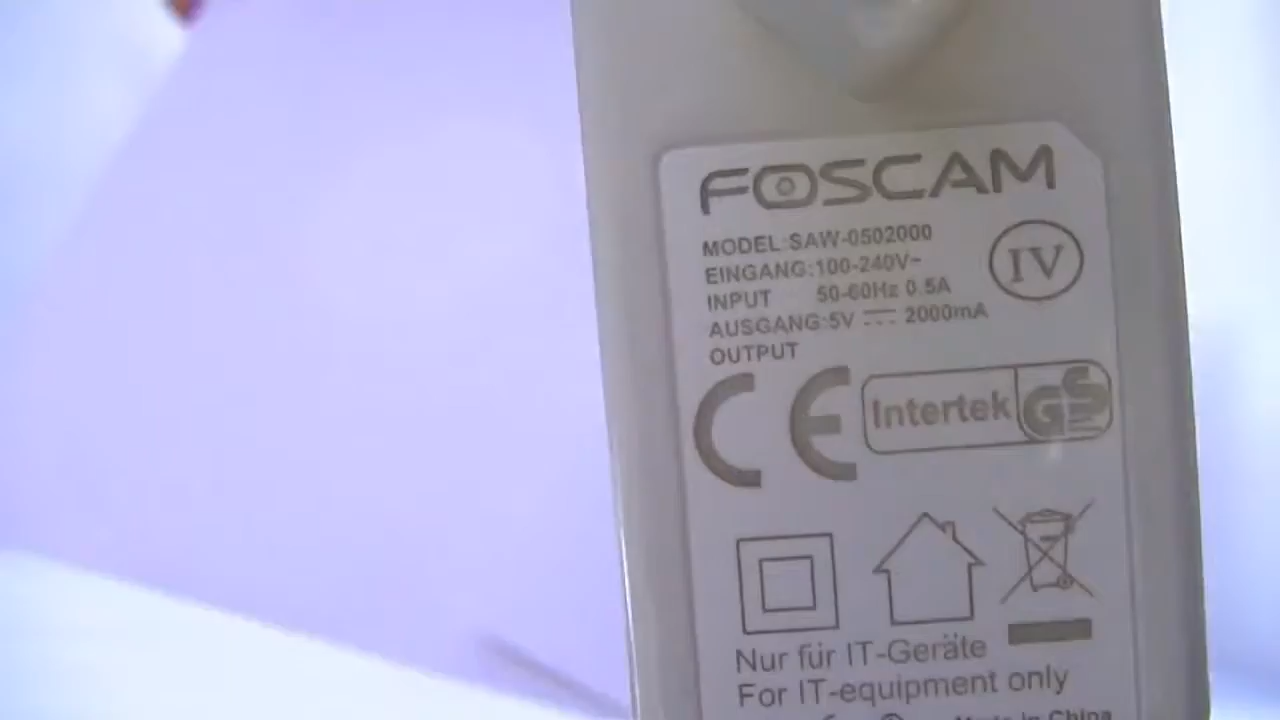 FOSCAM
MODEL:SAW-0502000
EINGANG:100-240V~
INPUT 50-60Hz 0.5A
IV
AUSGANG:5V 2000mA
OUTPUT
CE Intertek GS
Nur für IT-Geräte
For IT-equipment only
Made in China